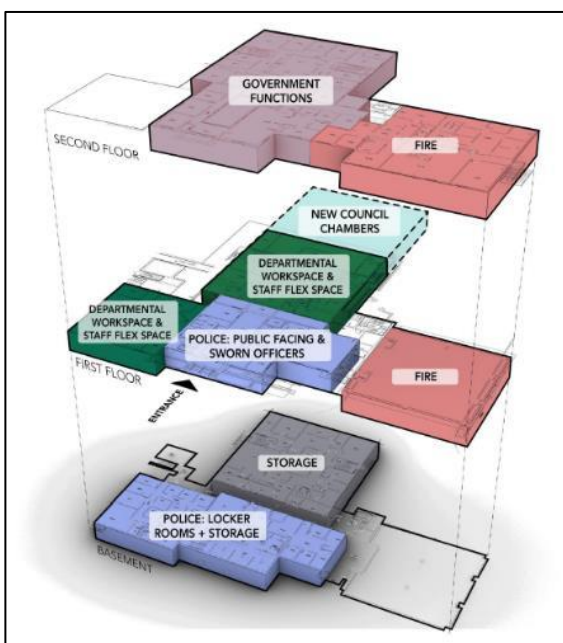 GOVERNMENT
FUNCTIONS
FIRE
SECOND FLOOR
NEW COUNCIL
CHAMBERS
DEPARTMENTAL
WORKSPACE &
STAFF FLEX SPACE
DEPARTMENTAL
WORKSPACE &
STAFF FLEX SPACE
POLICE: PUBLIC FACING &
SWORN OFFICERS
FIRE
FIRST FLOOR
ENTRANCE
STORAGE
POLICE: LOCKER
ROOMS + STORAGE
BASEMENT